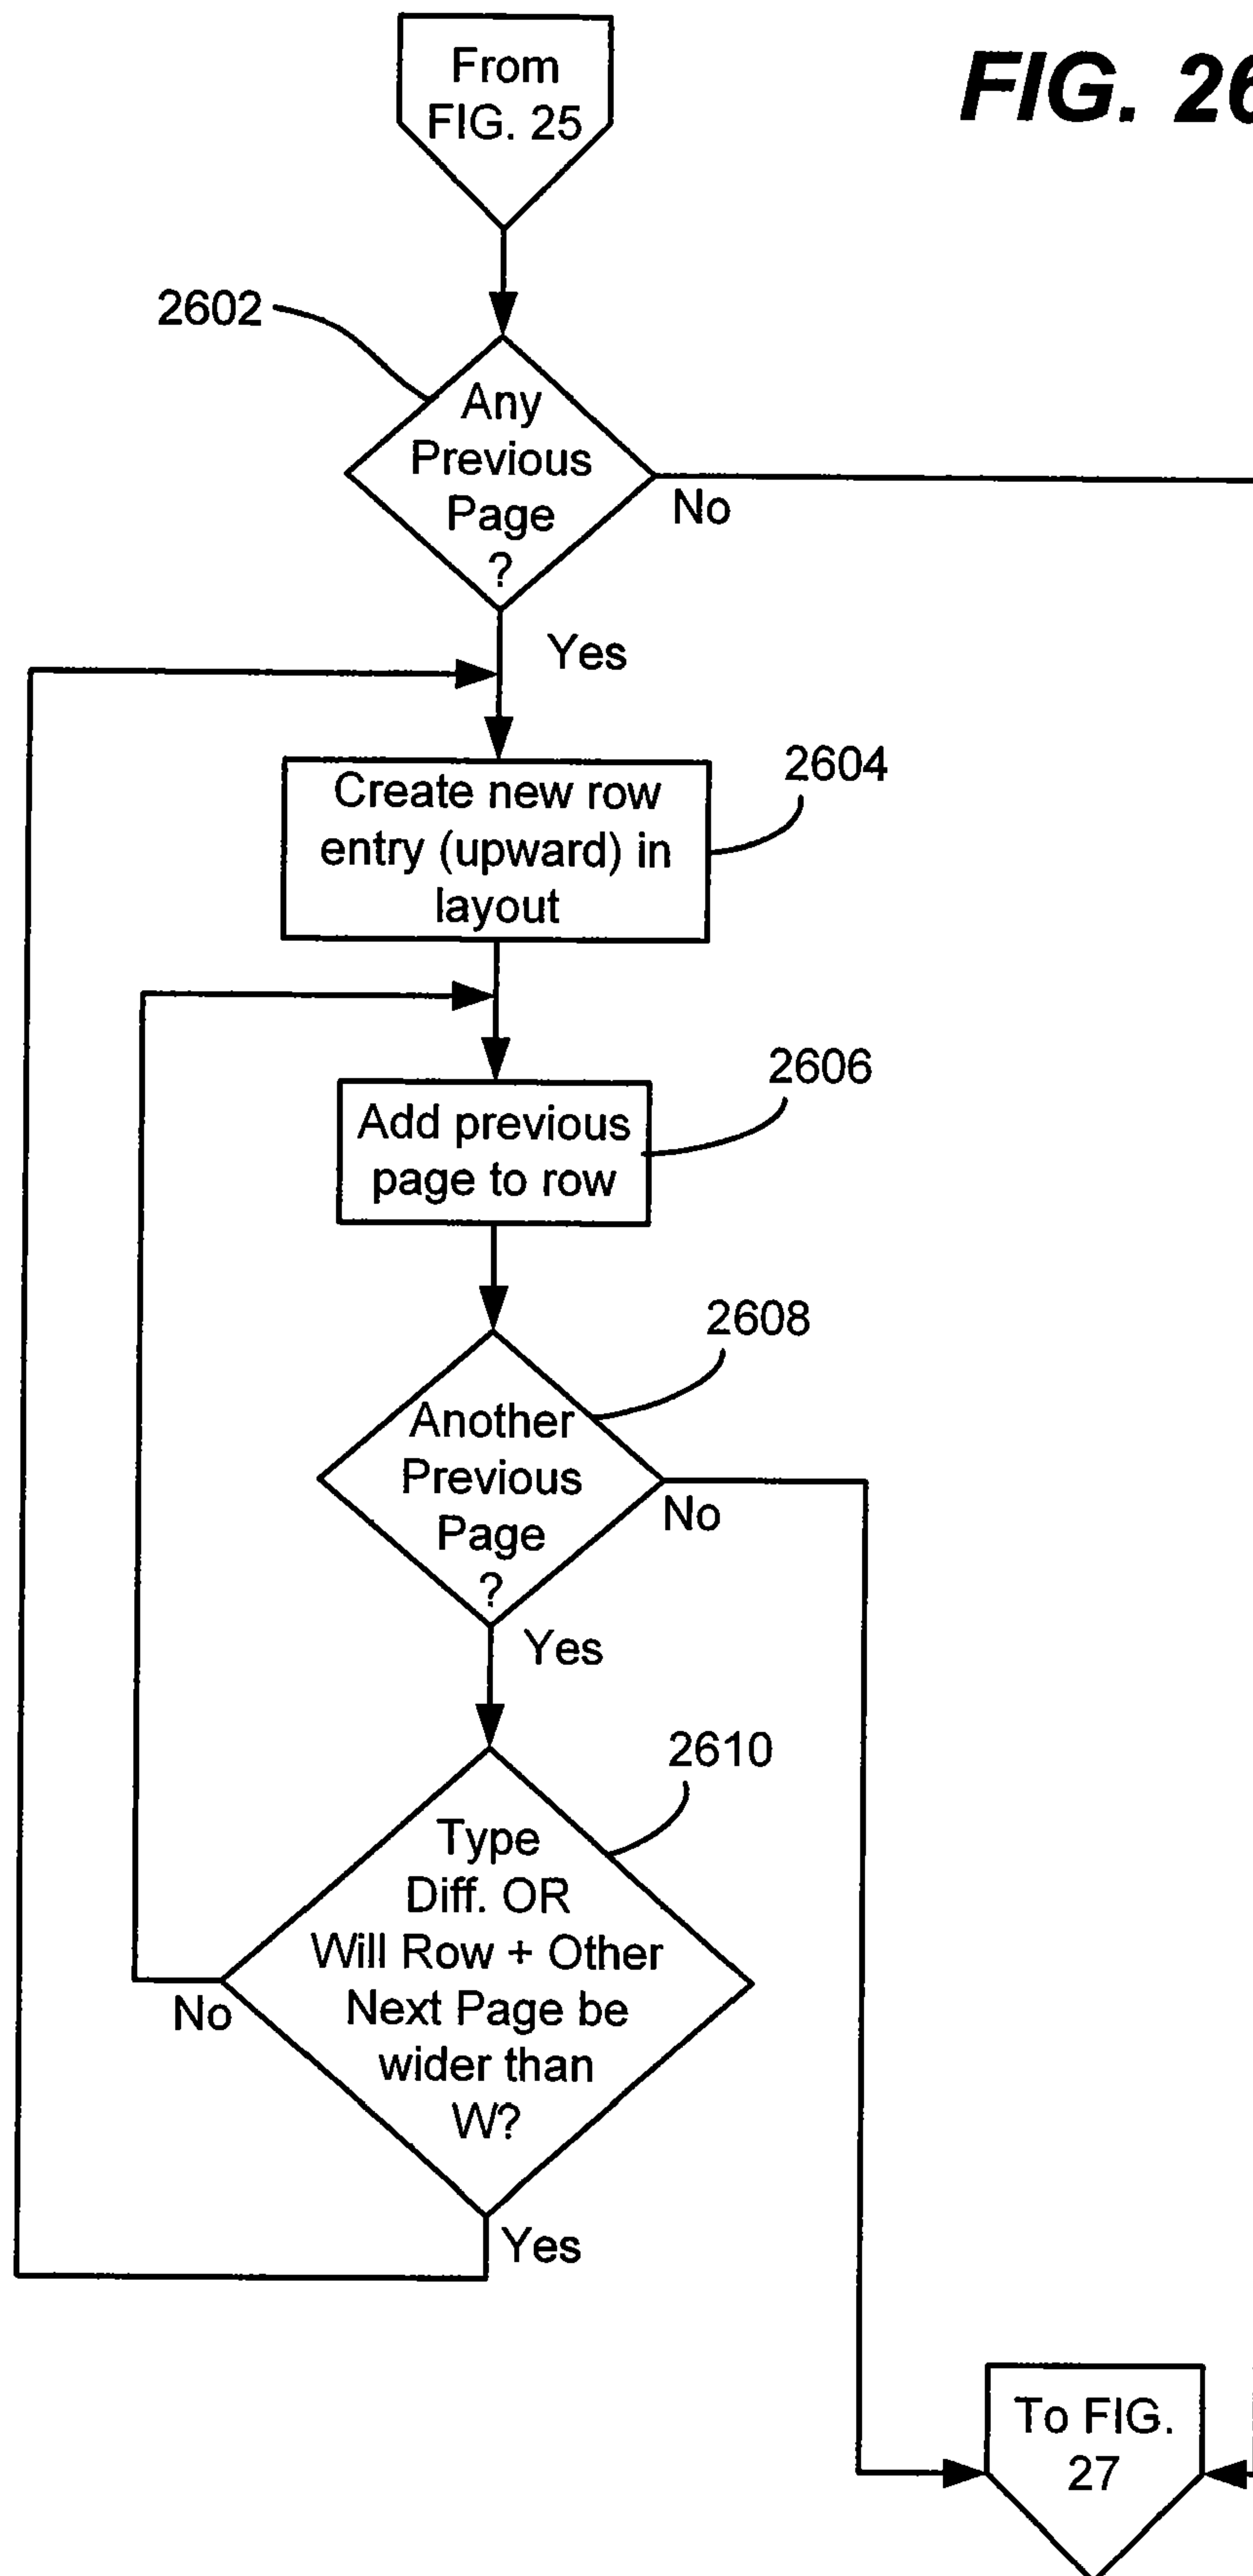 FIG. 26
From
FIG. 25
2602
Any
Previous
Page
?
No
Yes
2604
Create new row
entry (upward) in
layout
2606
Add previous
page to row
2608
Another
Previous
Page
?
No
Yes
2610
Type
Diff. OR
Will Row + Other
Next Page be
wider than
W?
No
Yes
To FIG.
27